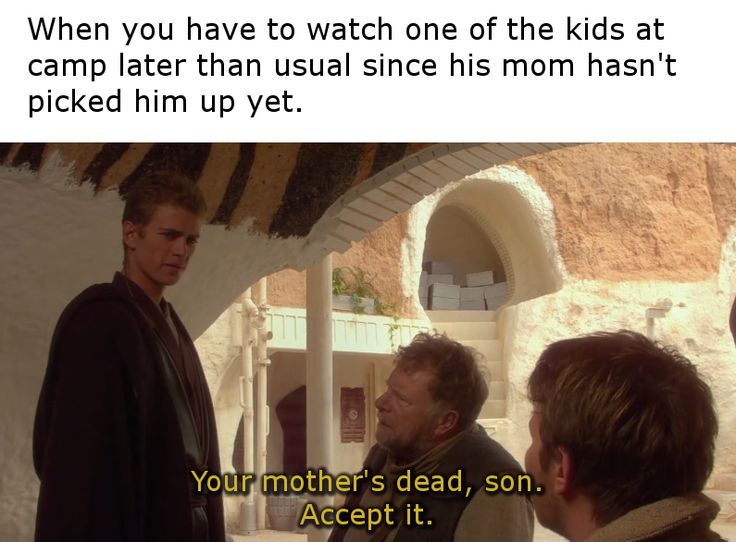 When you have to watch one of the kids at
camp later than usual since his mom hasn't
picked him up yet.
Your mother's dead, son.
Accept it.